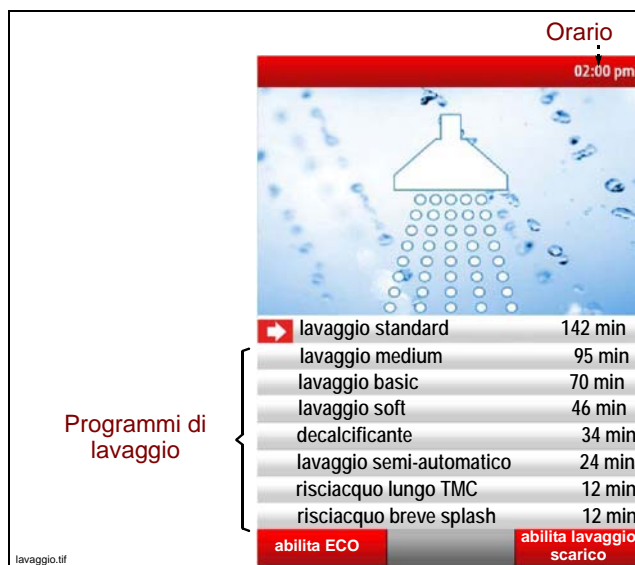 Orario
02:00 pm
lavaggio standard 142 min
lavaggio medium 95 min
lavaggio basic 70 min
lavaggio soft 46 min
decalcificante 34 min
lavaggio semi-automatico 24 min
risciacquo lungo TMC 12 min
risciacquo breve splash 12 min
Programmi di
lavaggio
abilita ECO
abilita lavaggio
scarico
lavaggio.tif